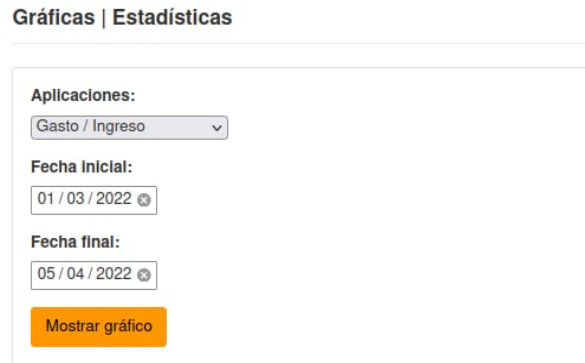 Gráficas | Estadísticas
Aplicaciones:
Gasto / Ingreso
Fecha inicial:
01 / 03 / 2022
Fecha final:
05 / 04 / 2022
Mostrar gráfico